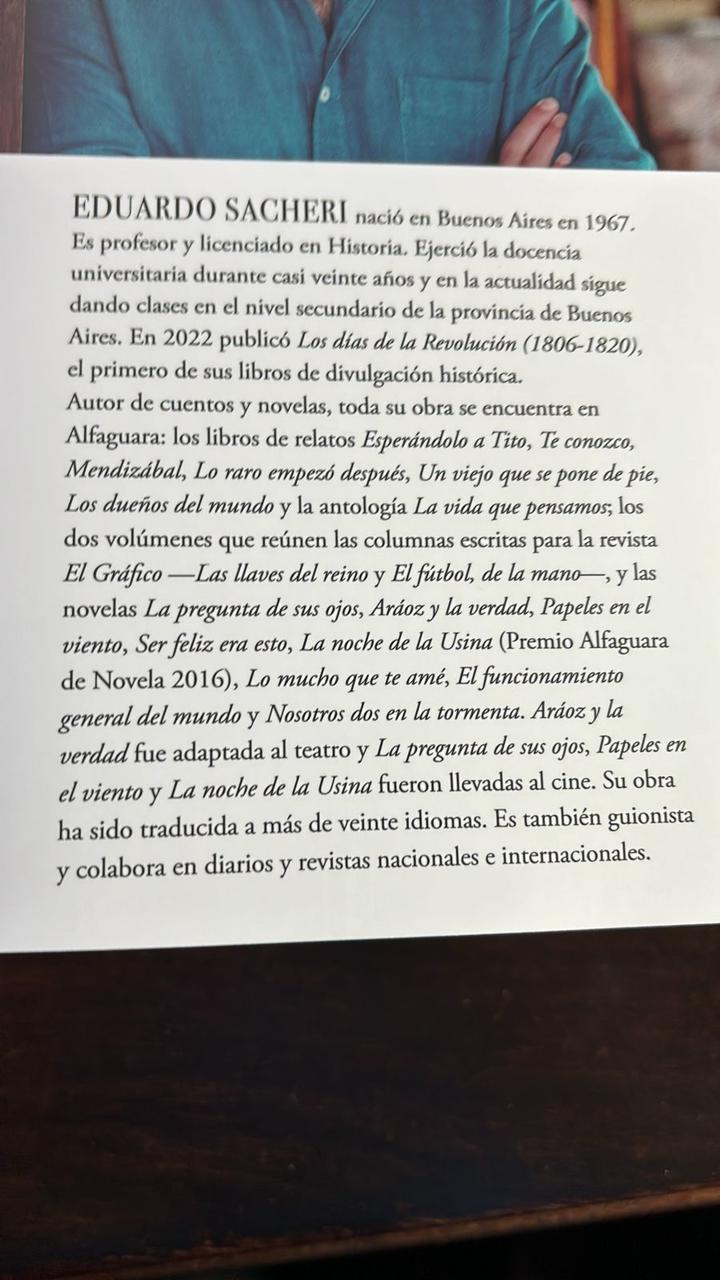 EDUARDO SACHERI nació en Buenos Aires en 1967.
Es profesor y licenciado en Historia. Ejerció la docencia
universitaria durante casi veinte años y en la actualidad sigue
dando clases en el nivel secundario de la provincia de Buenos
Aires. En 2022 publicó Los días de la Revolución (1806-1820),
el primero de sus libros de divulgación histórica.
Autor de cuentos y novelas, toda su obra se encuentra en
Alfaguara: los libros de relatos Esperándolo a Tito, Te conozco,
Mendizábal, Lo raro empezó después, Un viejo que se pone de pie,
Los dueños del mundo y la antología La vida que pensamos; los
dos volúmenes que reúnen las columnas escritas para la revista
El Gráfico —Las llaves del reino y El fútbol, de la mano—, y las
novelas La pregunta de sus ojos, Aráoz y la verdad, Papeles en el
viento, Ser feliz era esto, La noche de la Usina (Premio Alfaguara
de Novela 2016), Lo mucho que te amé, El funcionamiento
general del mundo y Nosotros dos en la tormenta. Aráoz y la
verdad fue adaptada al teatro y La pregunta de sus ojos, Papeles en
el viento y La noche de la Usina fueron llevadas al cine. Su obra
ha sido traducida a más de veinte idiomas. Es también guionista
y colabora en diarios y revistas nacionales e internacionales.